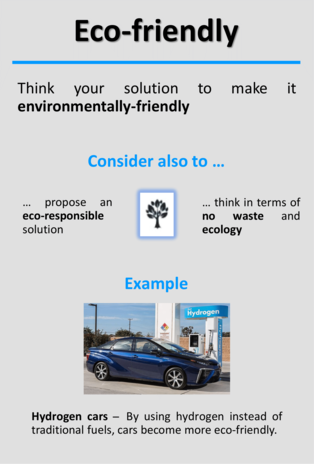 Eco-friendly
Think your solution to make it
environmentally-friendly
Consider also to ...
... propose an
eco-responsible
solution
... think in terms of
no waste and
ecology
Example
Hydrogen
Hydrogen cars – By using hydrogen instead of
traditional fuels, cars become more eco-friendly.